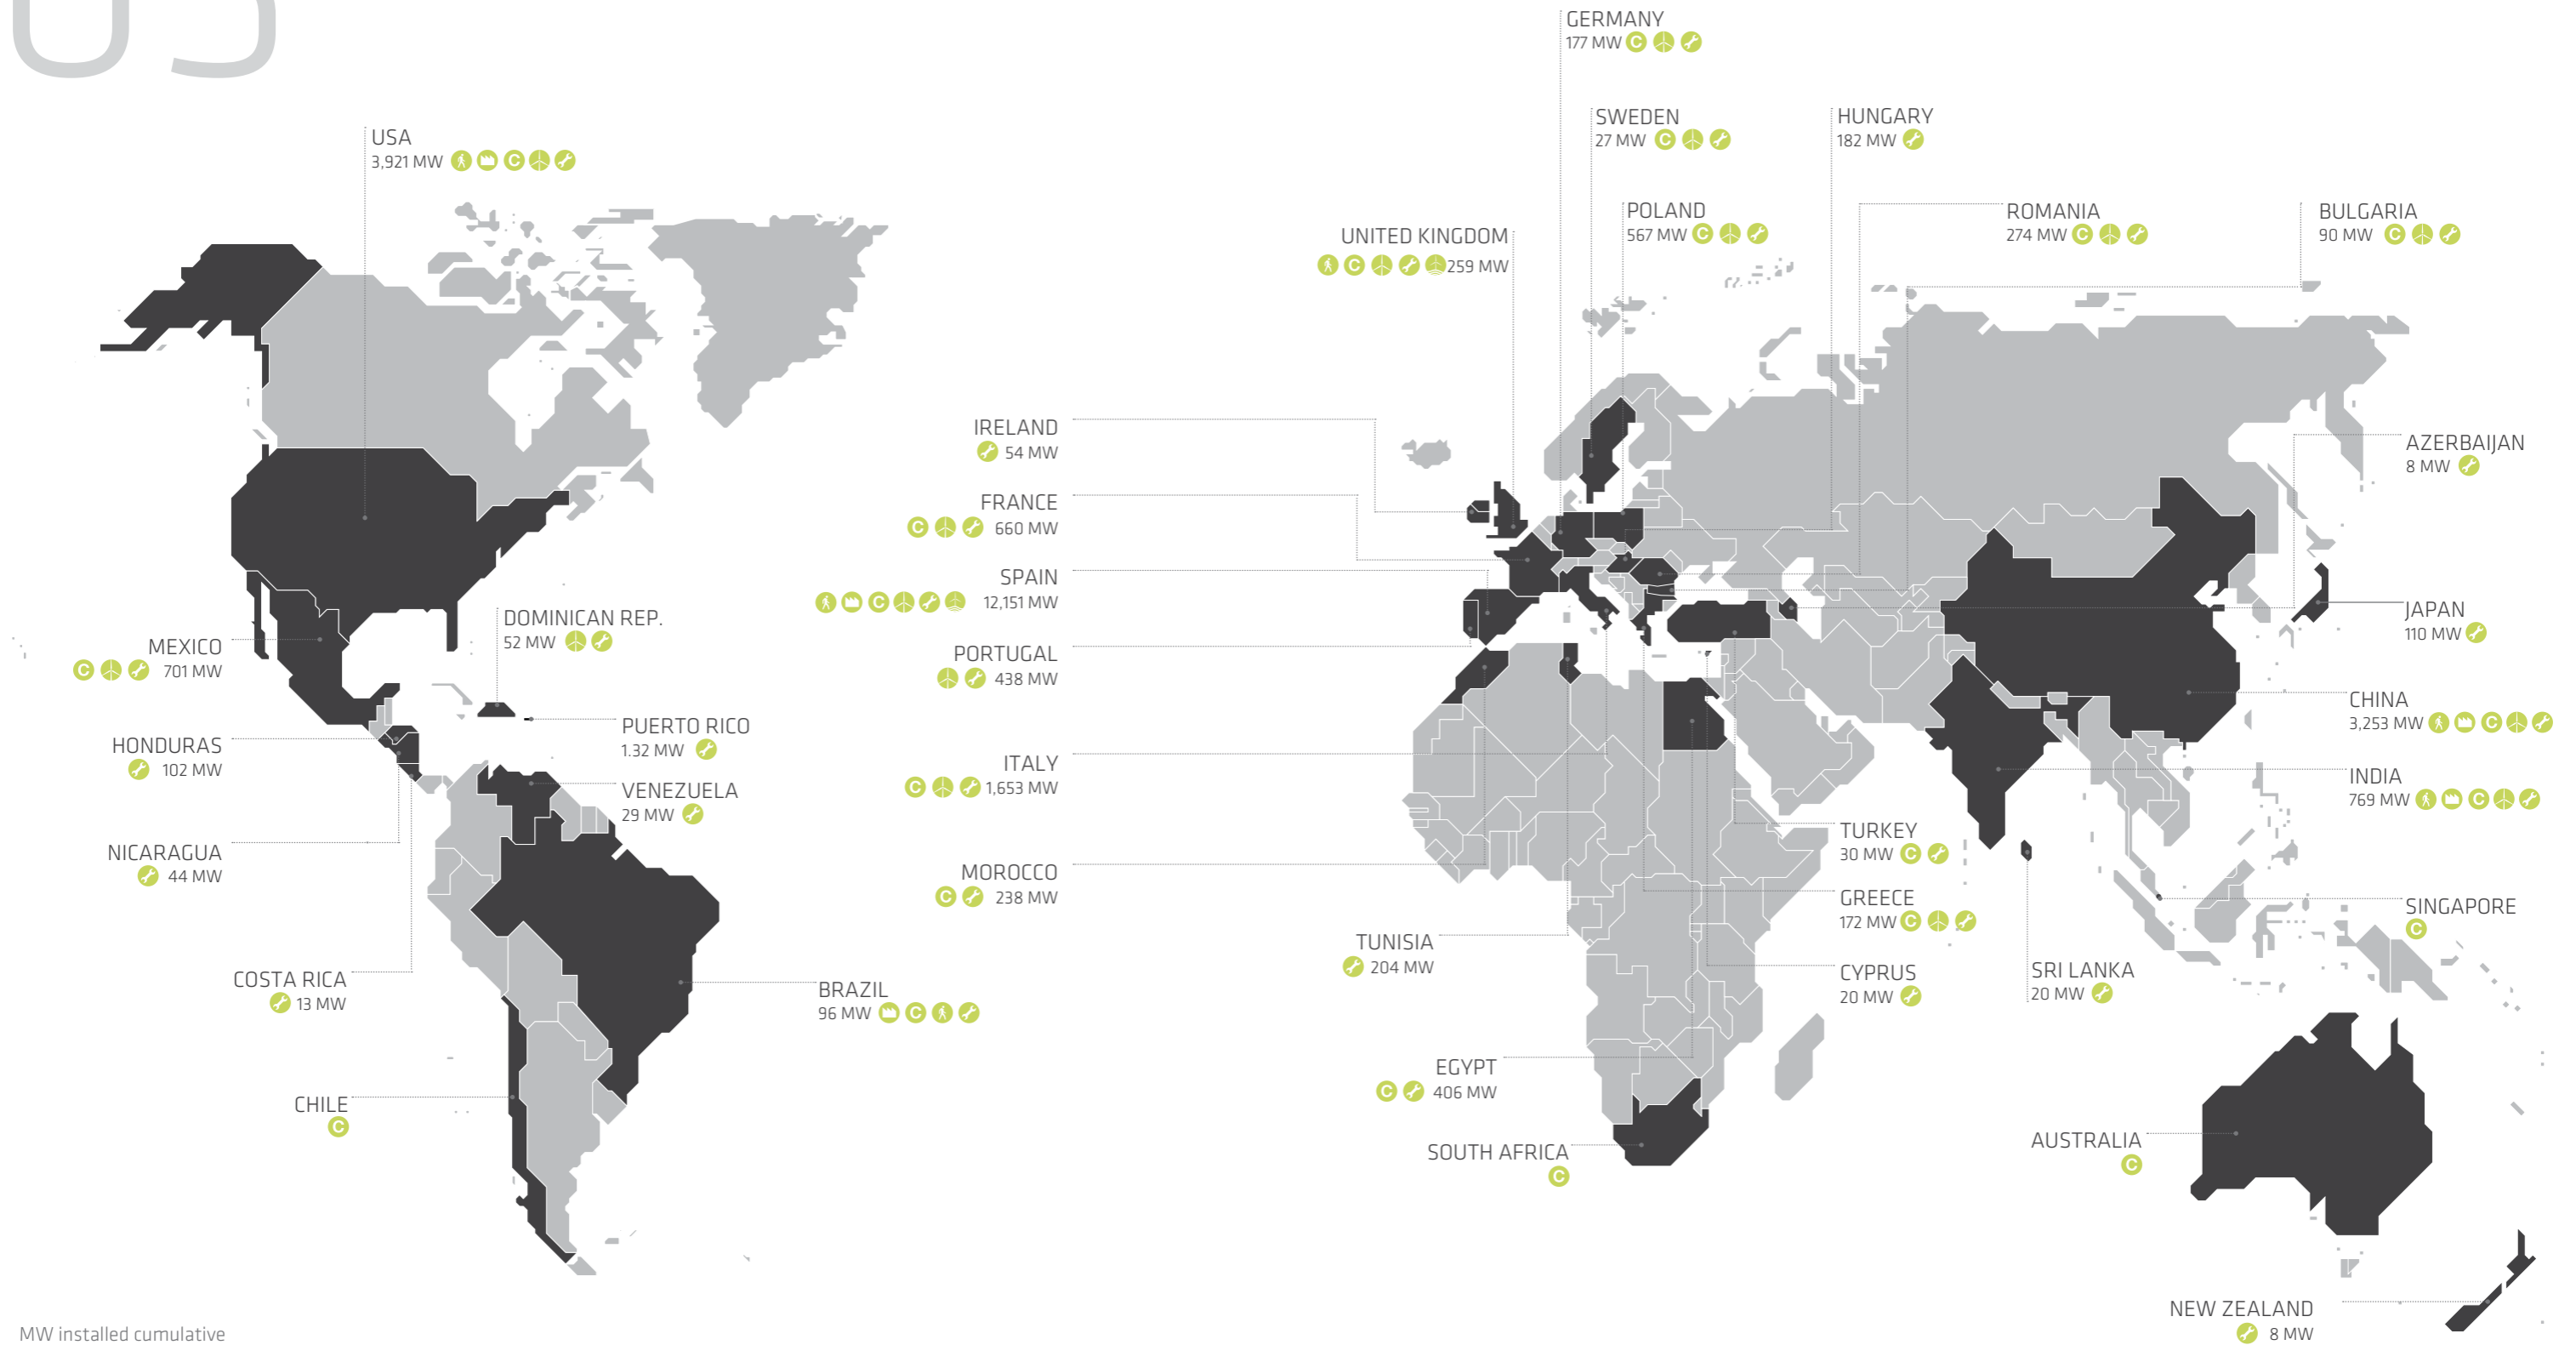 USA
3,921 MW C
MEXICO
C 701 MW
HONDURAS
102 MW
NICARAGUA
44 MW
COSTA RICA
13 MW
CHILE
C
DOMINICAN REP.
52 MW
PUERTO RICO
1.32 MW
VENEZUELA
29 MW
BRAZIL
96 MW C
GERMANY
177 MW C
SWEDEN
27 MW C
HUNGARY
182 MW
POLAND
567 MW C
UNITED KINGDOM
C 259 MW
ROMANIA
274 MW C
BULGARIA
90 MW C
IRELAND
54 MW
FRANCE
C 660 MW
SPAIN
C 12,151 MW
PORTUGAL
438 MW
ITALY
C 1,653 MW
MOROCCO
C 238 MW
TUNISIA
204 MW
EGYPT
C 406 MW
SOUTH AFRICA
C
TURKEY
30 MW C
GREECE
172 MW C
CYPRUS
20 MW
AZERBAIJAN
8 MW
JAPAN
110 MW
CHINA
3,253 MW C
INDIA
769 MW C
SINGAPORE
C
SRI LANKA
20 MW
AUSTRALIA
C
NEW ZEALAND
8 MW
MW installed cumulative